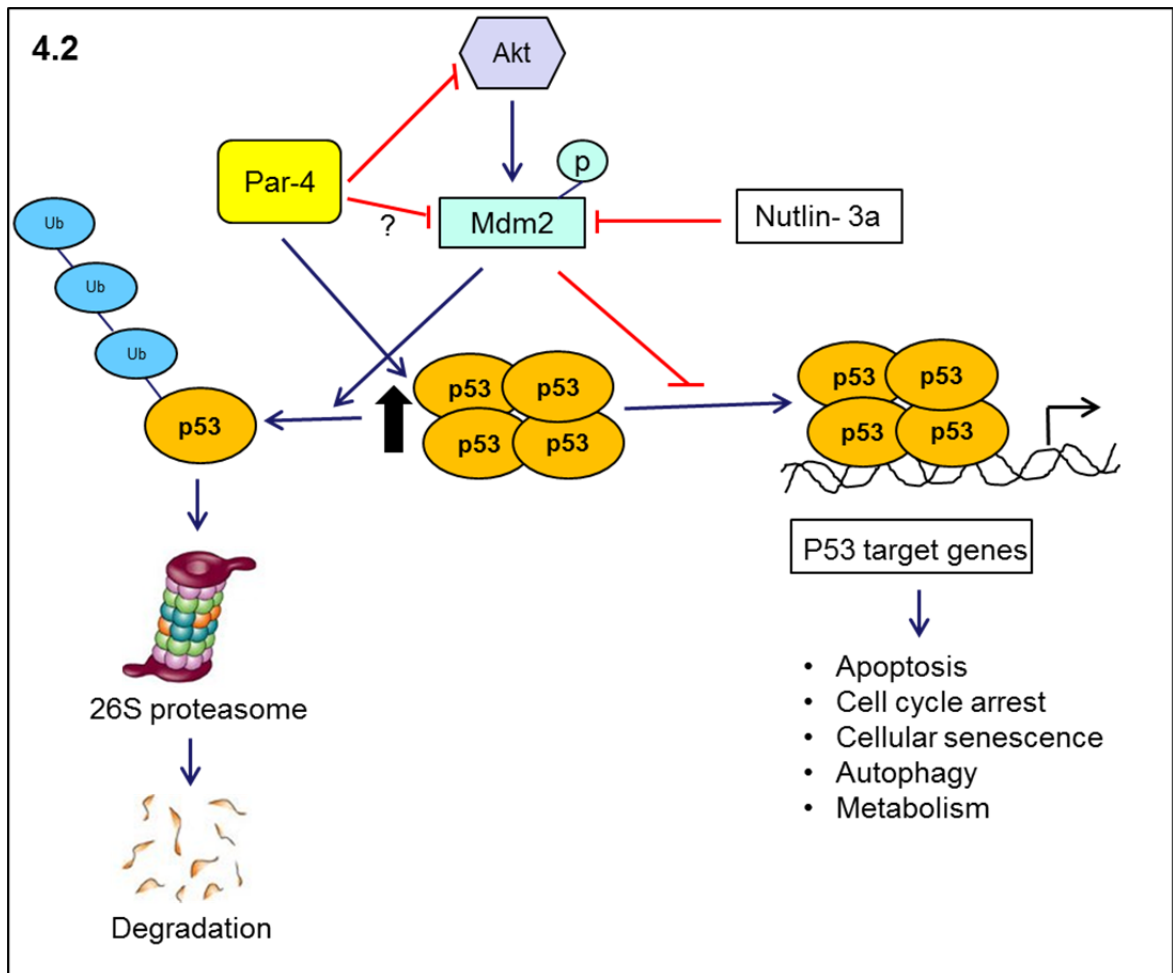 4.2
Akt
Par-4
p
Mdm2
?
Nutlin- 3a
Ub
Ub
Ub
p53
p53
p53
p53
p53
p53
p53
p53
p53
P53 target genes
26S proteasome
• Apoptosis
• Cell cycle arrest
• Cellular senescence
• Autophagy
• Metabolism
Degradation